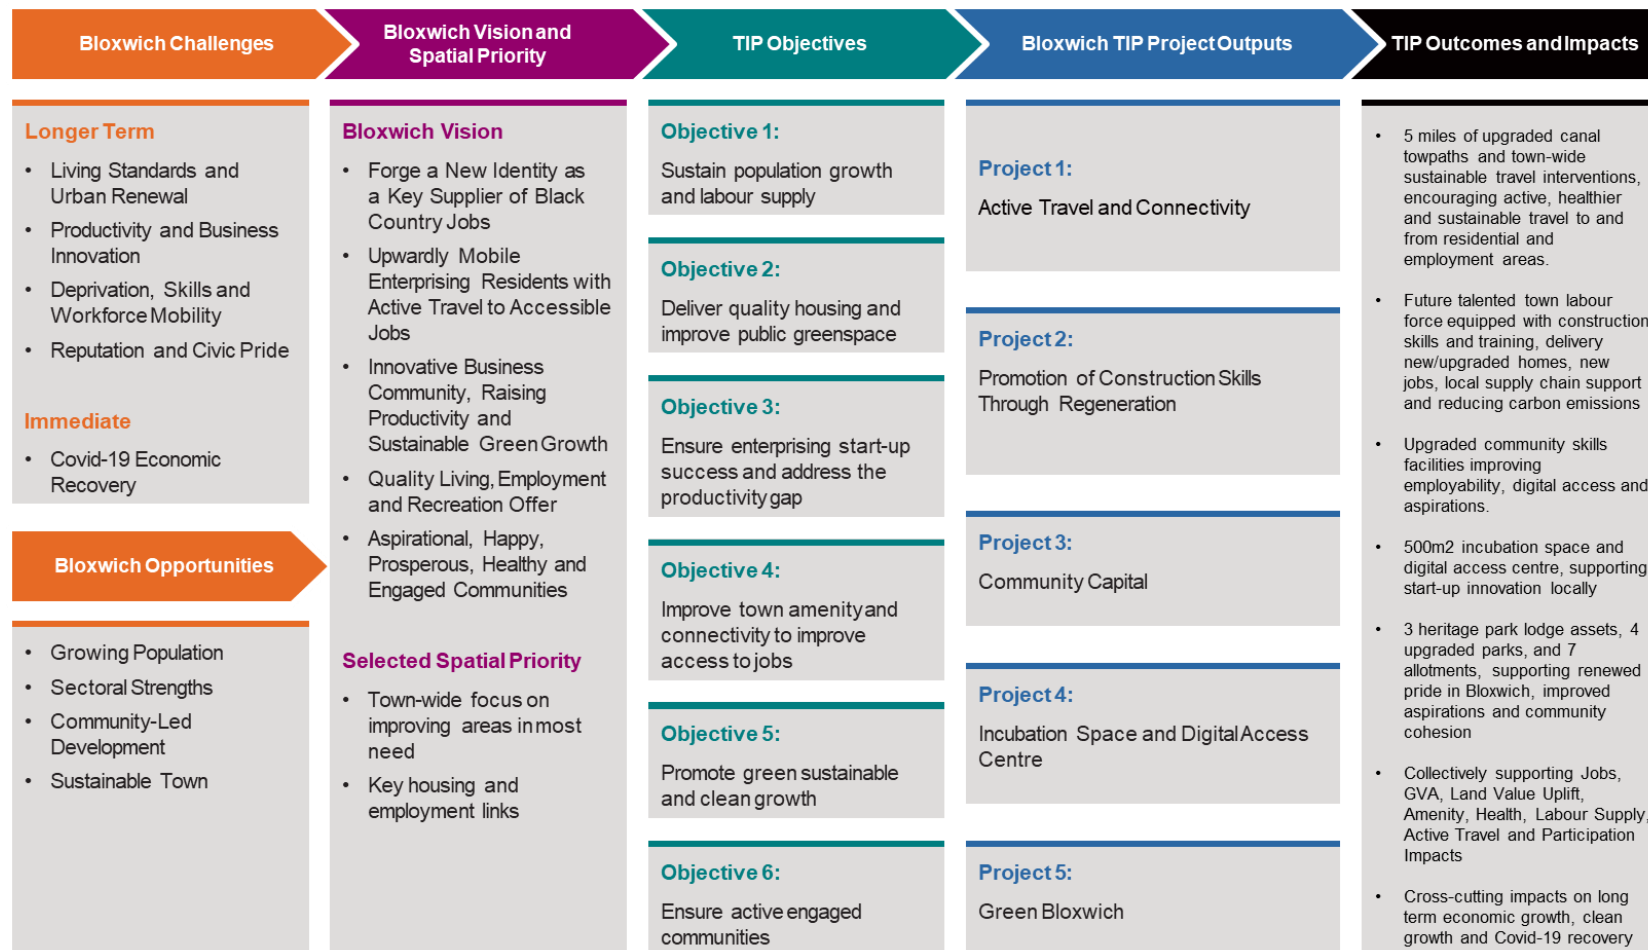 Bloxwich Challenges
Bloxwich Vision and
Spatial Priority
TIP Objectives
Bloxwich TIP Project Outputs
TIP Outcomes and Impacts
Longer Term
• Living Standards and
Urban Renewal
• Productivity and Business
Innovation
• Deprivation, Skills and
Workforce Mobility
• Reputation and Civic Pride
Immediate
• Covid-19 Economic
Recovery
Bloxwich Opportunities
• Growing Population
• Sectoral Strengths
• Community-Led
Development
• Sustainable Town
Bloxwich Vision
• Forge a New Identity as
a Key Supplier of Black
Country Jobs
• Upwardly Mobile
Enterprising Residents with
Active Travel to Accessible
Jobs
• Innovative Business
Community, Raising
Productivity and
Sustainable Green Growth
• Quality Living, Employment
and Recreation Offer
• Aspirational, Happy,
Prosperous, Healthy and
Engaged Communities
Selected Spatial Priority
• Town-wide focus on
improving areas in most
need
• Key housing and
employment links
Objective 1:
Sustain population growth
and labour supply
Objective 2:
Deliver quality housing and
improve public greenspace
Objective 3:
Ensure enterprising start-up
success and address the
productivity gap
Objective 4:
Improve town amenity and
connectivity to improve
access to jobs
Objective 5:
Promote green sustainable
and clean growth
Objective 6:
Ensure active engaged
communities
Project 1:
Active Travel and Connectivity
Project 2:
Promotion of Construction Skills
Through Regeneration
Project 3:
Community Capital
Project 4:
Incubation Space and Digital Access
Centre
Project 5:
Green Bloxwich
• 5 miles of upgraded canal
towpaths and town-wide
sustainable travel interventions,
encouraging active, healthier
and sustainable travel to and
from residential and
employment areas.
• Future talented town labour
force equipped with construction
skills and training, delivery
new/upgraded homes, new
jobs, local supply chain support
and reducing carbon emissions
• Upgraded community skills
facilities improving
employability, digital access and
aspirations.
• 500m2 incubation space and
digital access centre, supporting
start-up innovation locally
• 3 heritage park lodge assets, 4
upgraded parks, and 7
allotments, supporting renewed
pride in Bloxwich, improved
aspirations and community
cohesion
• Collectively supporting Jobs,
GVA, Land Value Uplift,
Amenity, Health, Labour Supply,
Active Travel and Participation
Impacts
• Cross-cutting impacts on long
term economic growth, clean
growth and Covid-19 recovery